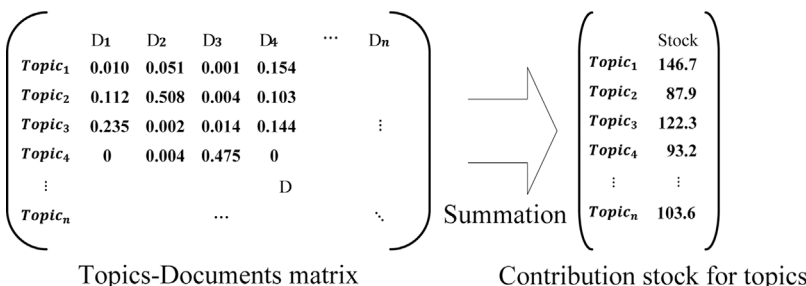 D1 D2 D3 D4 ⋯ Dn
Topic1 0.010 0.051 0.001 0.154
Topic2 0.112 0.508 0.004 0.103
Topic3 0.235 0.002 0.014 0.144 ⋮
Topic4 0 0.004 0.475 0
⋮ D
Topicn ⋯ ⋱
Topics-Documents matrix
Summation
Stock
Topic1 146.7
Topic2 87.9
Topic3 122.3
Topic4 93.2
⋮ ⋮
Topicn 103.6
Contribution stock for topics